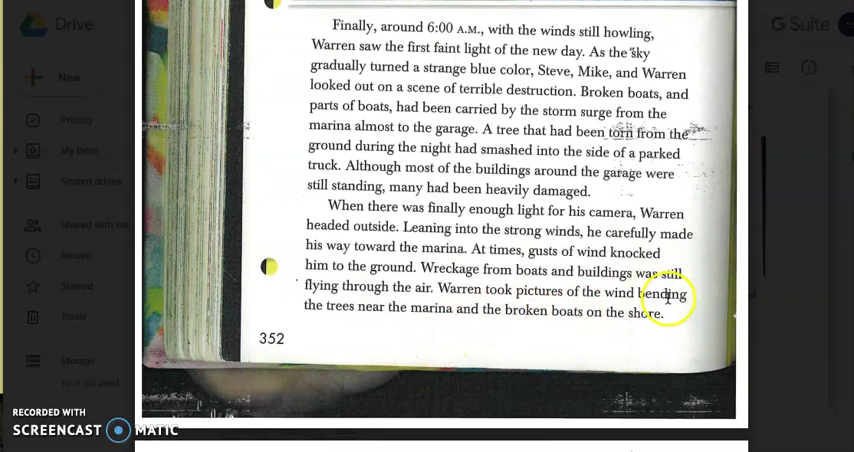 Drive
G Suite
New
Priority
My Drive
Shared drives
Shared with me
Recent
Starred
Trash
Storage
Finally, around 6:00 A.M., with the winds still howling,
Warren saw the first faint light of the new day. As the sky
gradually turned a strange blue color, Steve, Mike, and Warren
looked out on a scene of terrible destruction. Broken boats, and
parts of boats, had been carried by the storm surge from the
marina almost to the garage. A tree that had been torn from the
ground during the night had smashed into the side of a parked
truck. Although most of the buildings around the garage were
still standing, many had been heavily damaged.
When there was finally enough light for his camera, Warren
headed outside. Leaning into the strong winds, he carefully made
his way toward the marina. At times, gusts of wind knocked
him to the ground. Wreckage from boats and buildings was still
flying through the air. Warren took pictures of the wind bending
the trees near the marina and the broken boats on the shore.
352
RECORDED WITH
SCREENCAST MATIC